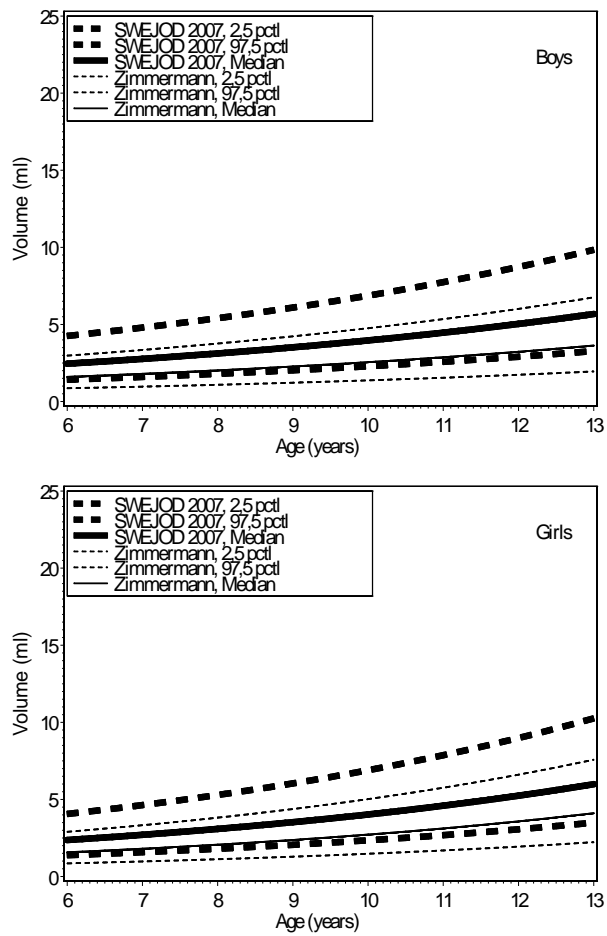 25
20
15
10
5
0
Volume (ml)
SWEJOD 2007, 2,5 pctl
SWEJOD 2007, 97,5 pctl
SWEJOD 2007, Median
Zimmermann, 2,5 pctl
Zimmermann, 97,5 pctl
Zimmermann, Median
Boys
6 7 8 9 10 11 12 13
Age (years)
25
20
15
10
5
0
Volume (ml)
SWEJOD 2007, 2,5 pctl
SWEJOD 2007, 97,5 pctl
SWEJOD 2007, Median
Zimmermann, 2,5 pctl
Zimmermann, 97,5 pctl
Zimmermann, Median
Girls
6 7 8 9 10 11 12 13
Age (years)